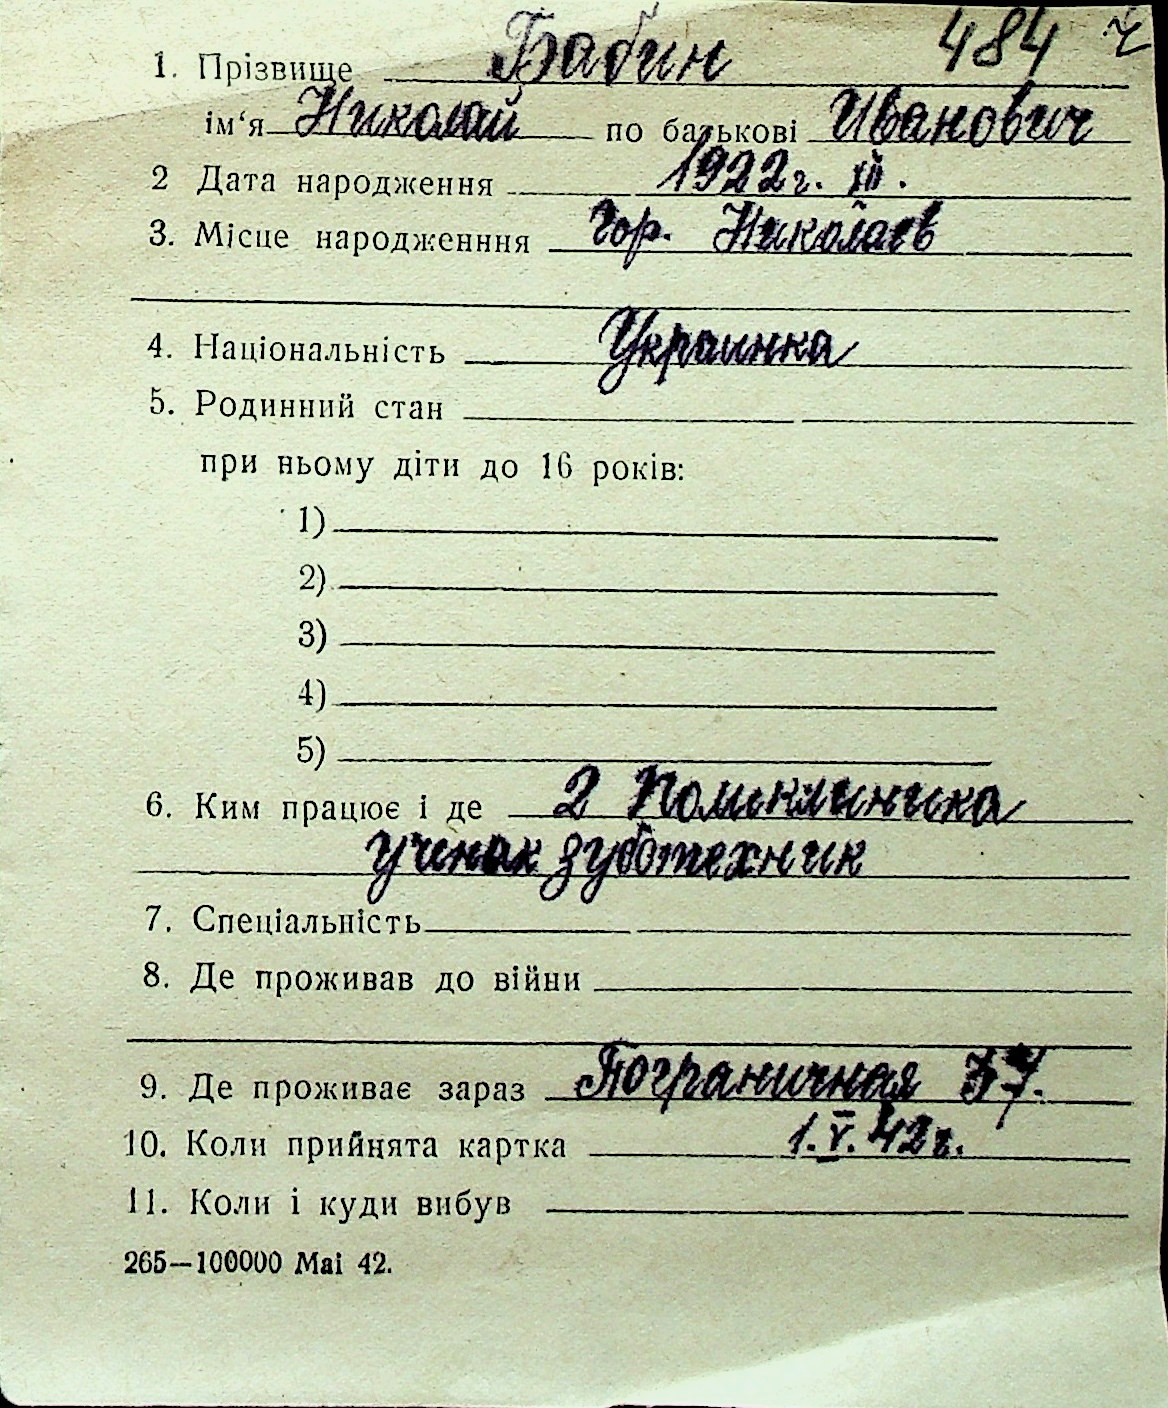 484 ч
1. Прізвище Бабин
ім‘я Николай по батькові Иванович
2 Дата народження 1922г. XII.
3. Місце народженння Гор. Николаев
4. Національність Украинка
5. Родинний стан
при ньому діти до 16 років:
1)
2)
3)
4)
5)
6. Ким працює і де 2 Поликлиника
ученик зуботехник
7. Спеціальність
8. Де проживав до війни
9. Де проживає зараз Пограничная
10. Коли прийнята картка 1.V.42г.
11. Коли і куди вибув
265—100000 Mai 42.